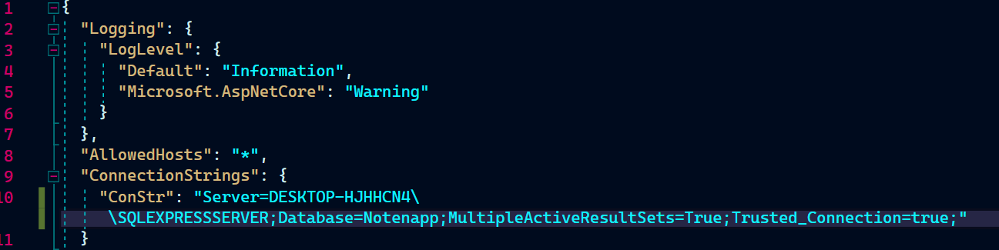 1 {
2 "Logging": {
3 "LogLevel": {
4 "Default": "Information",
5 "Microsoft.AspNetCore": "Warning"
6 }
7 },
8 "AllowedHosts": "*",
9 "ConnectionStrings": {
10 "ConStr": "Server=DESKTOP-HJHHCN4\
\SQLEXPRESSSERVER;Database=Notenapp;MultipleActiveResultSets=True;Trusted_Connection=true;"
11 }